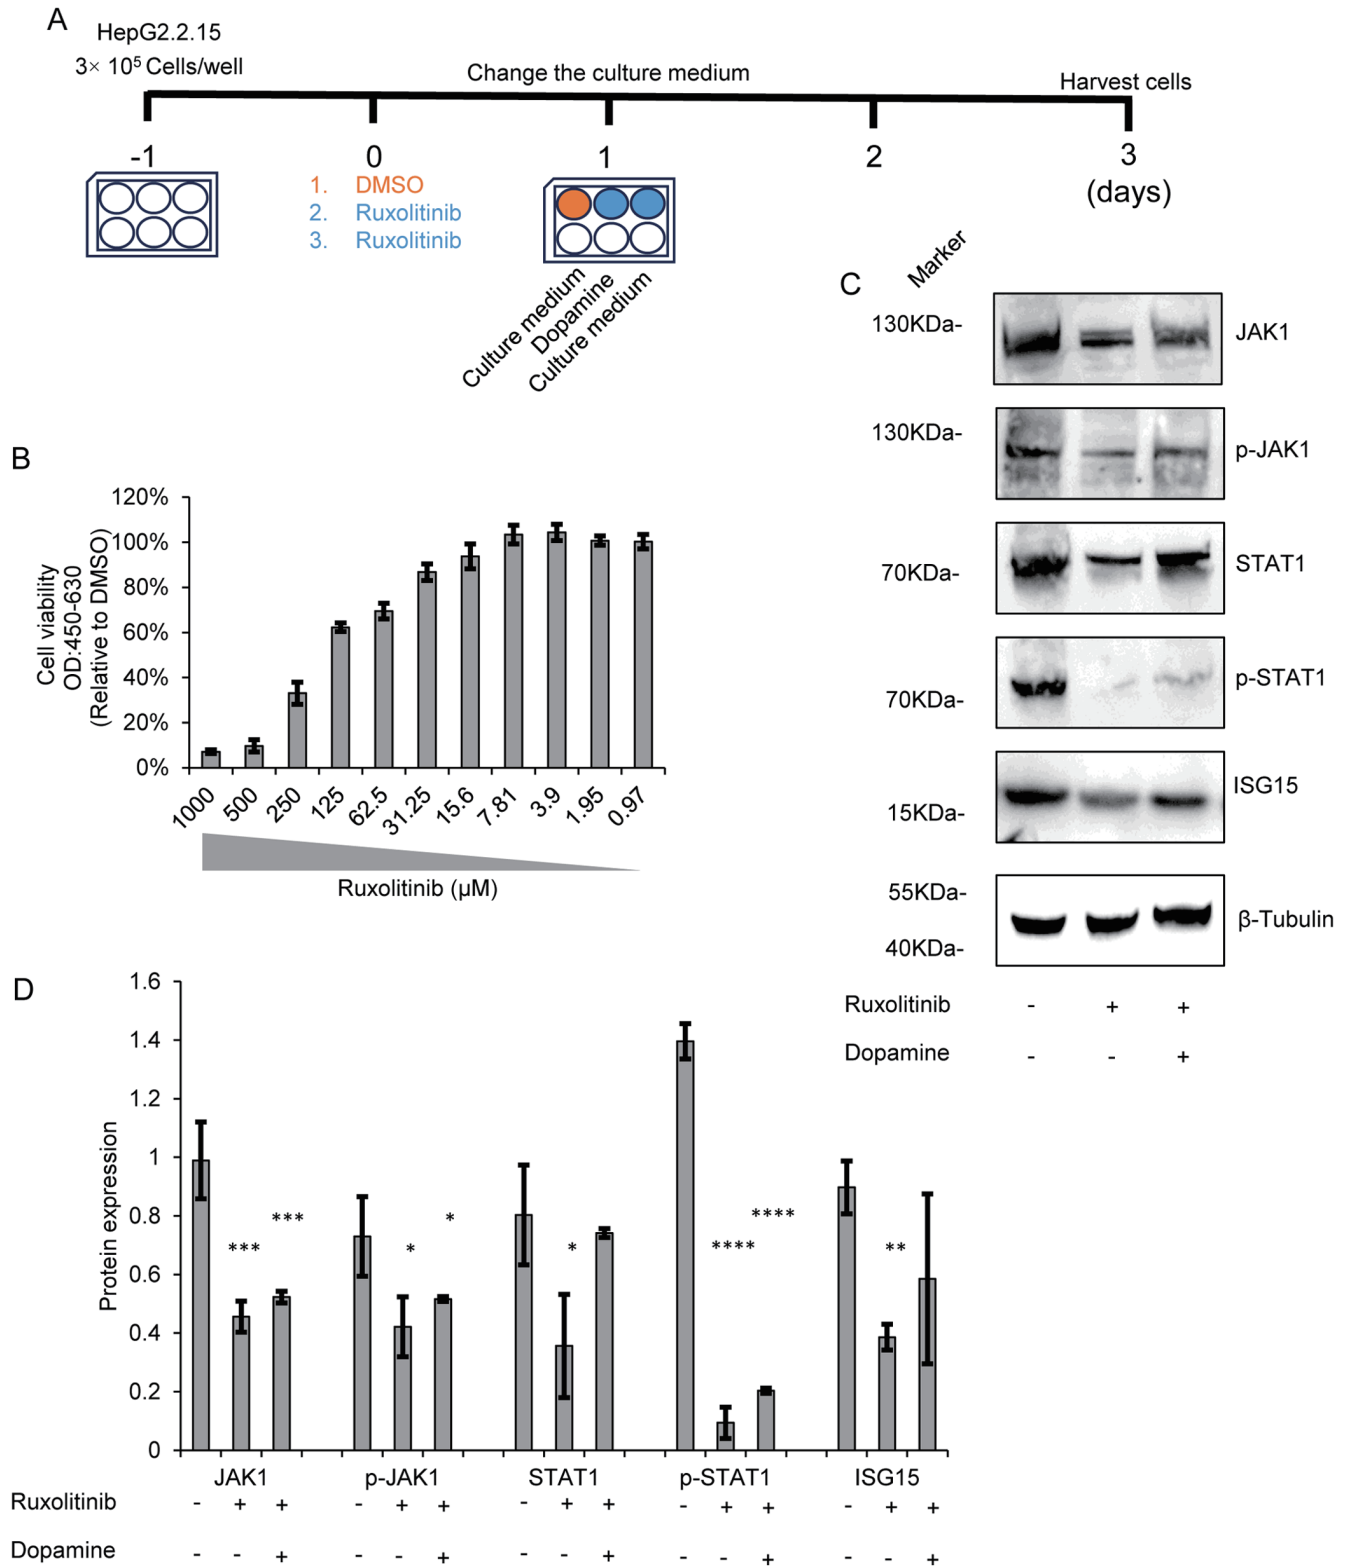 A
HepG2.2.15
3× 10⁵ Cells/well
Change the culture medium
Harvest cells
-1
0
1
2
3
(days)
1. DMSO
2. Ruxolitinib
3. Ruxolitinib
Culture medium
Dopamine
Culture medium
B
Cell viability
OD:450-630
(Relative to DMSO)
120%
100%
80%
60%
40%
20%
0%
1000
500
250
125
62.5
31.25
15.6
7.81
3.9
1.95
0.97
Ruxolitinib (μM)
C
Marker
130KDa-
JAK1
130KDa-
p-JAK1
70KDa-
STAT1
70KDa-
p-STAT1
15KDa-
ISG15
55KDa-
40KDa-
β-Tubulin
Ruxolitinib - + +
Dopamine - - +
D
Protein expression
1.6
1.4
1.2
1
0.8
0.6
0.4
0.2
0
***
***
*
*
*
****
****
**
JAK1 p-JAK1 STAT1 p-STAT1 ISG15
Ruxolitinib - + + - + + - + + - + + - + +
Dopamine - - + - - + - - + - - + - - +